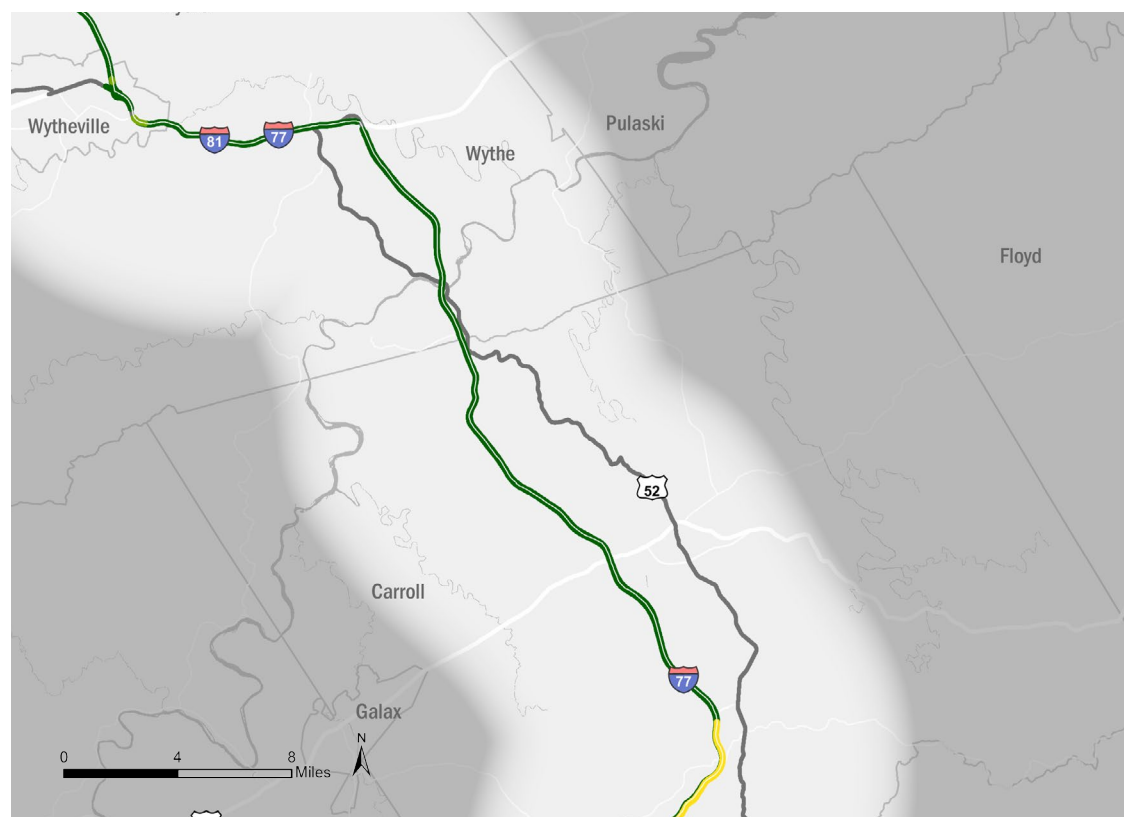 Wytheville
81
77
Wythe
Pulaski
Floyd
52
Carroll
77
Galax
N
0 4 8
Miles